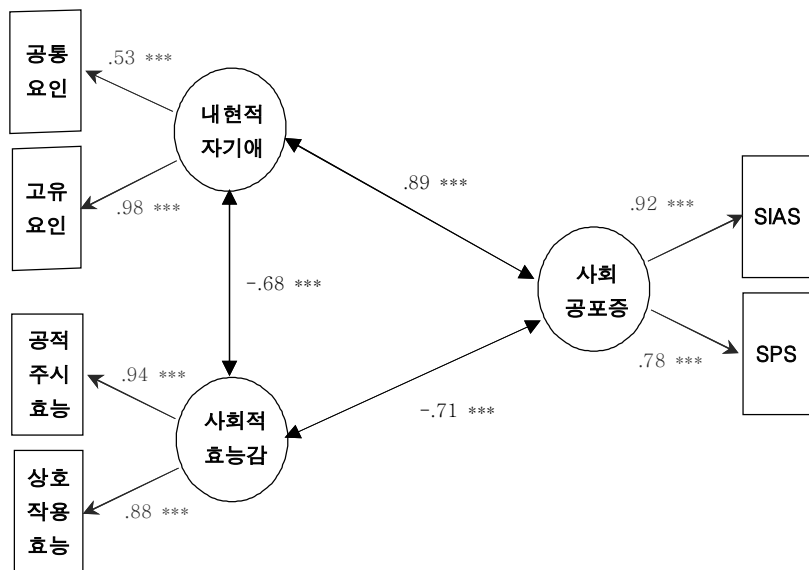 공통
요인
.53 ***
내현적
자기애
고유
요인
.98 ***
.89 ***
.92 ***
SIAS
사회
공포증
-.68 ***
공적
주시
효능
.94 ***
.78 ***
SPS
사회적
효능감
-.71 ***
상호
작용
효능
.88 ***